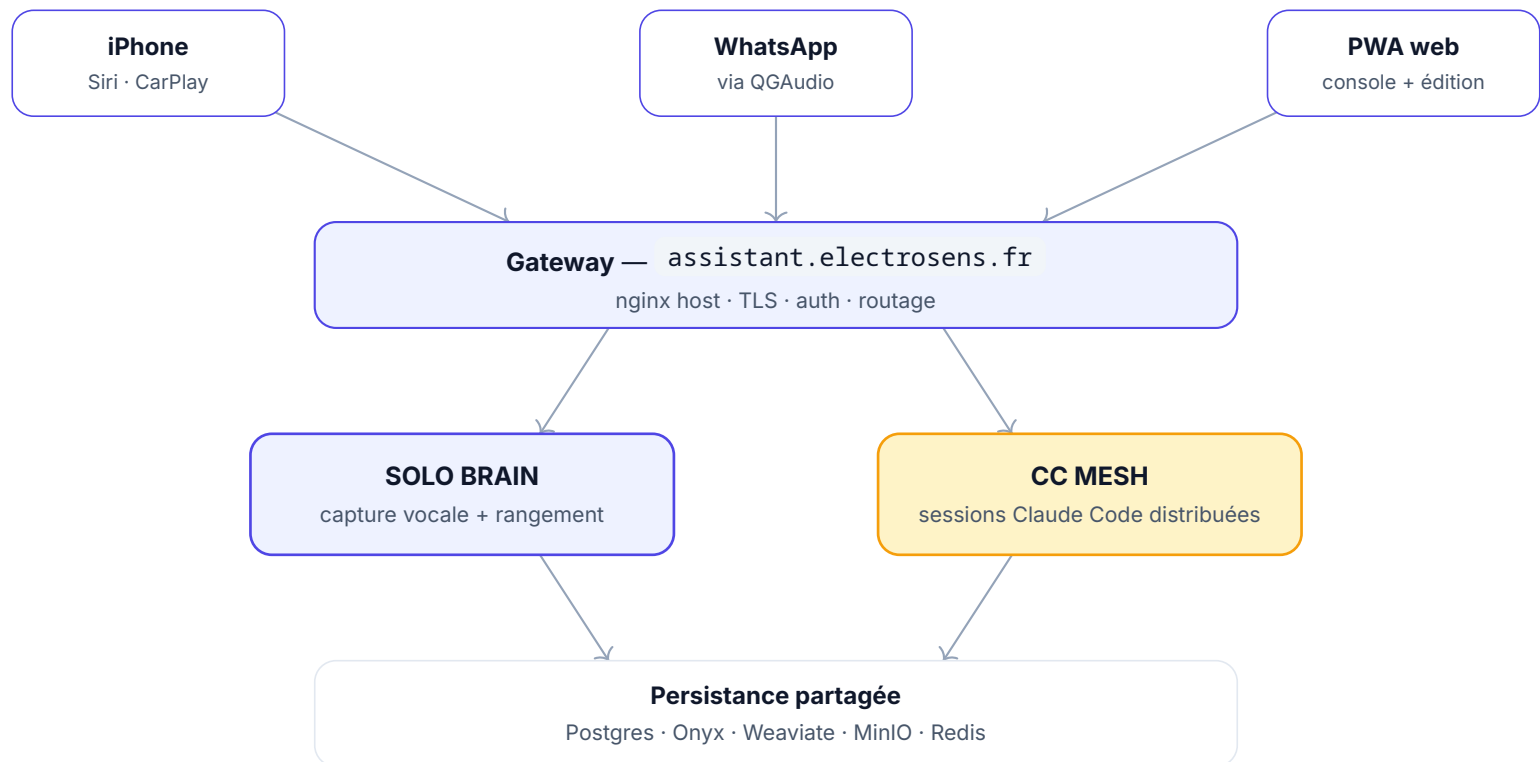 iPhone
Siri · CarPlay
WhatsApp
via QGAudio
PWA web
console + édition
Gateway — assistant.electrosens.fr
nginx host · TLS · auth · routage
SOLO BRAIN
capture vocale + rangement
CC MESH
sessions Claude Code distribuées
Persistance partagée
Postgres · Onyx · Weaviate · MinIO · Redis